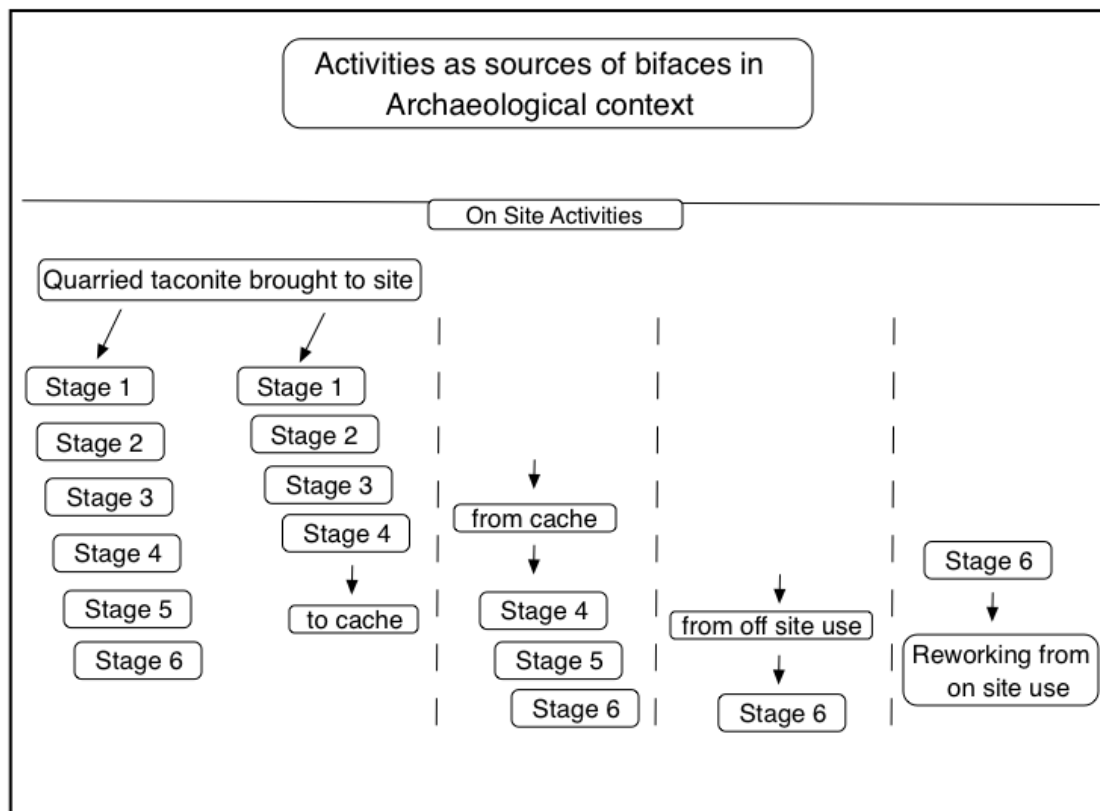 Activities as sources of bifaces in
Archaeological context
On Site Activities
Quarried taconite brought to site
Stage 1
Stage 2
Stage 3
Stage 4
Stage 5
Stage 6
Stage 1
Stage 2
Stage 3
Stage 4
to cache
from cache
Stage 4
Stage 5
Stage 6
from off site use
Stage 6
Stage 6
Reworking from
on site use